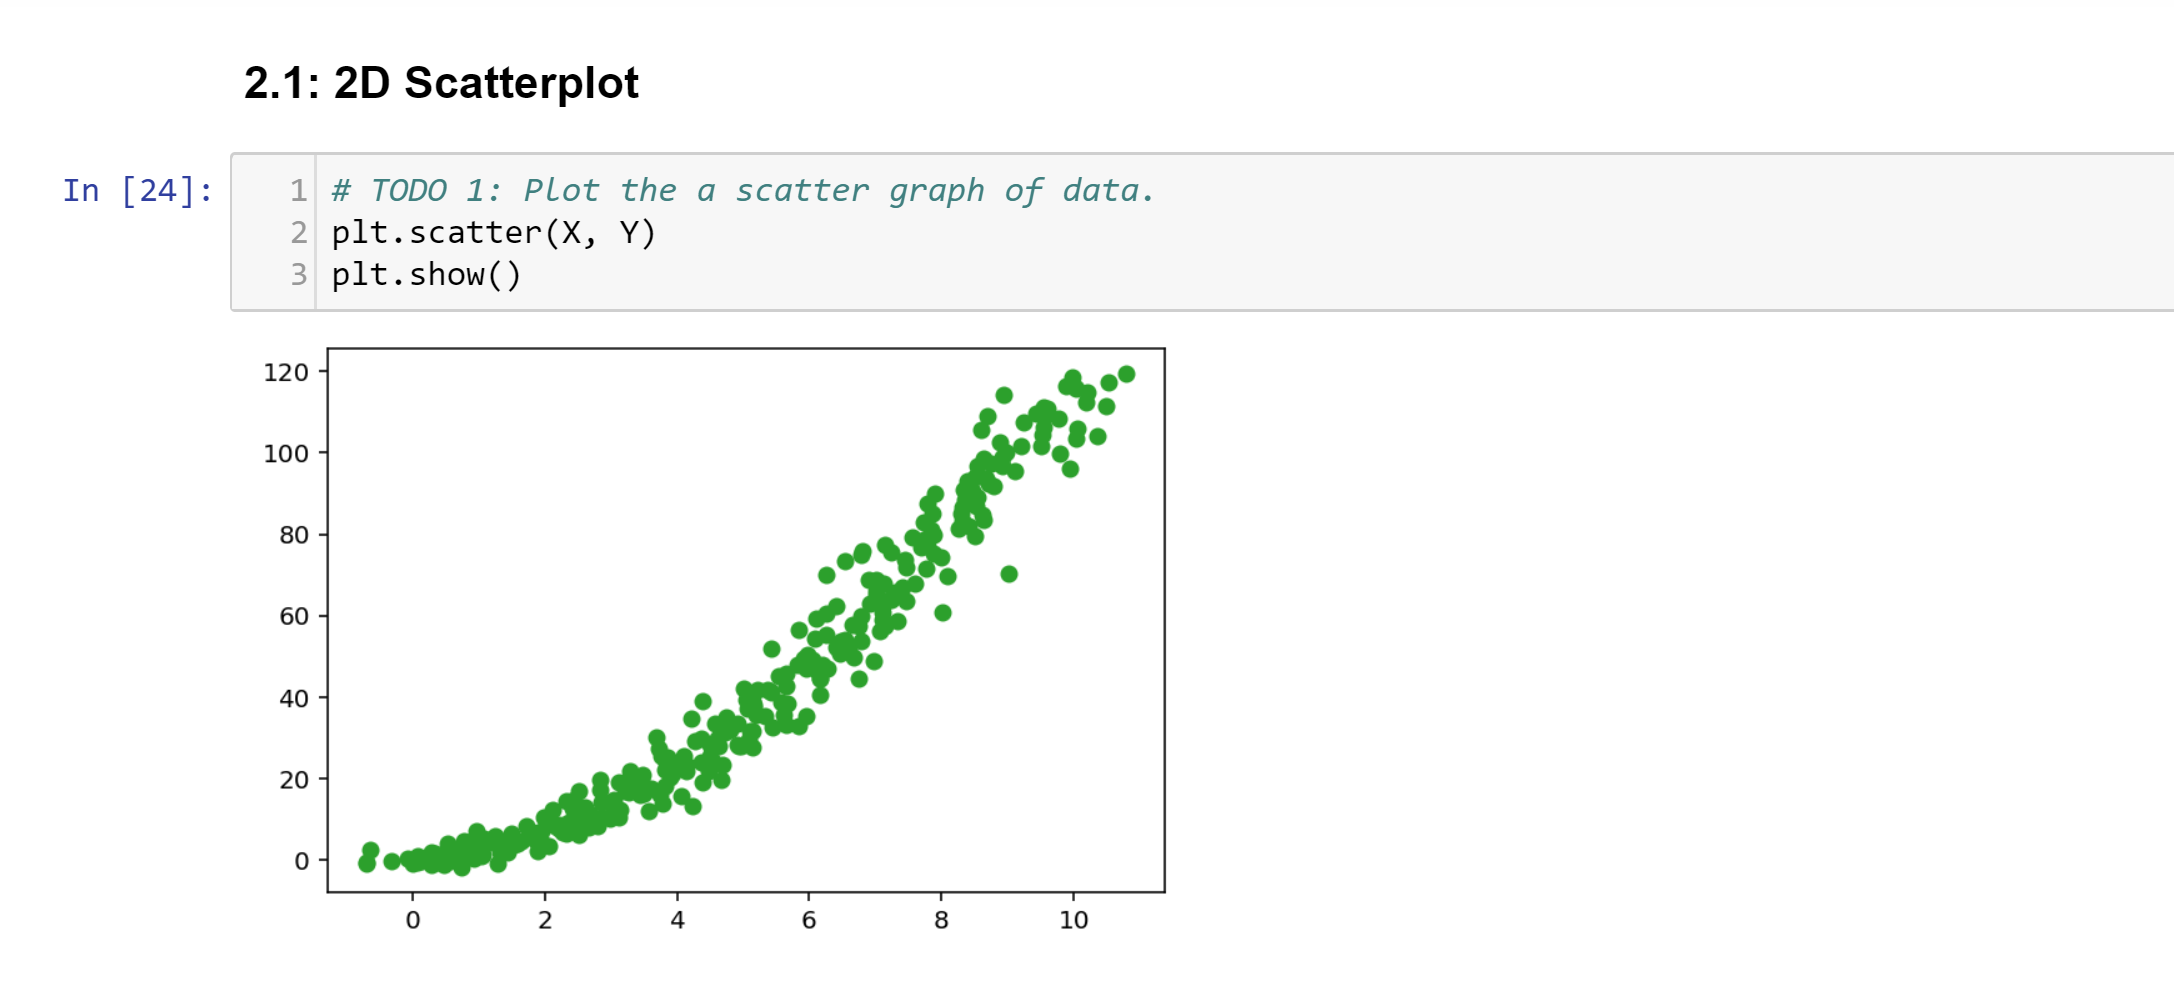 2.1: 2D Scatterplot
In [24]:
1 # TODO 1: Plot the a scatter graph of data.
2 plt.scatter(X, Y)
3 plt.show()
120
100
80
60
40
20
0
0 2 4 6 8 10